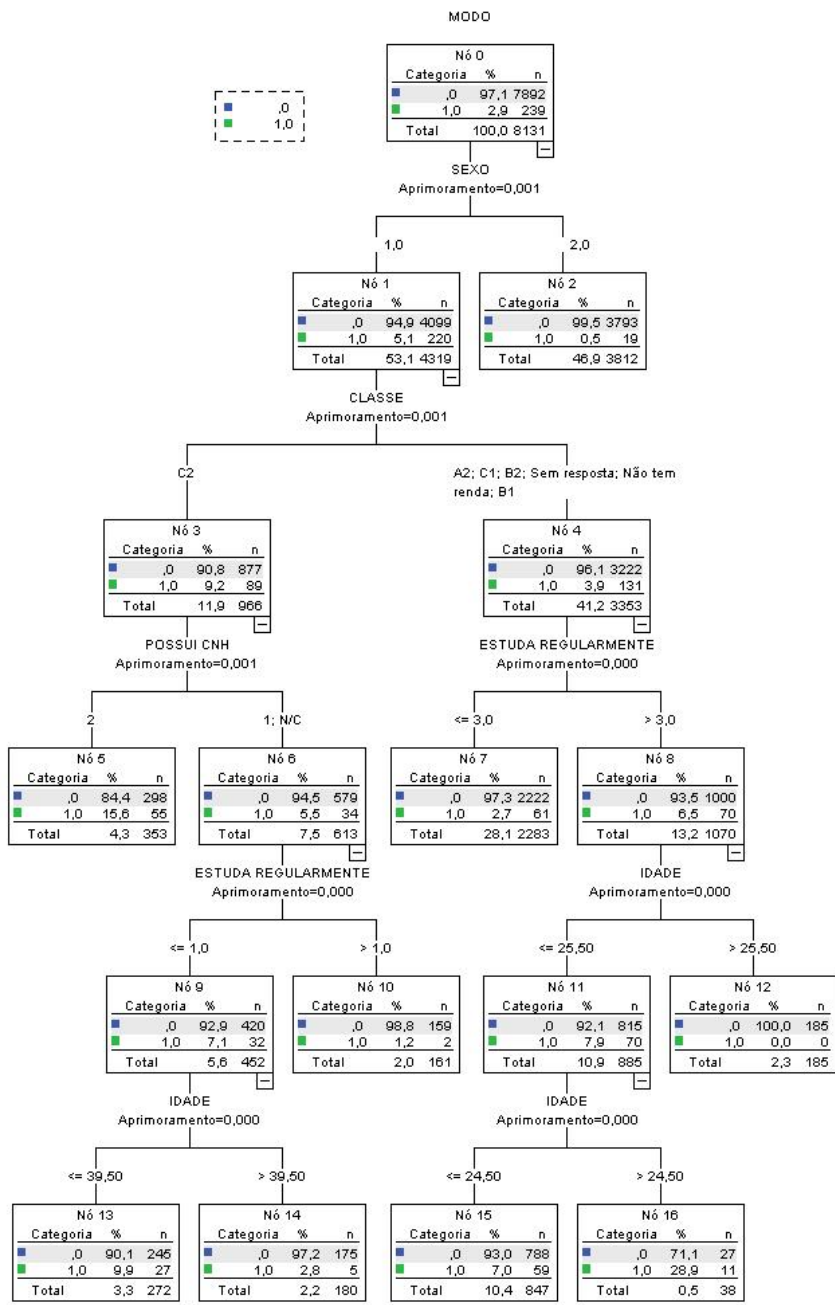 MODO
Nó 0
Categoria % n
,0 97,1 7892
1,0 2,9 239
Total 100,0 8131
,0
1,0
SEXO
Aprimoramento=0,001
1,0 2,0
Nó 1
Categoria % n
,0 94,9 4099
1,0 5,1 220
Total 53,1 4319
Nó 2
Categoria % n
,0 99,5 3793
1,0 0,5 19
Total 46,9 3812
CLASSE
Aprimoramento=0,001
C2
A2; C1; B2; Sem resposta; Não tem
renda; B1
Nó 3
Categoria % n
,0 90,8 877
1,0 9,2 89
Total 11,9 966
Nó 4
Categoria % n
,0 96,1 3222
1,0 3,9 131
Total 41,2 3353
POSSUI CNH
Aprimoramento=0,001
ESTUDA REGULARMENTE
Aprimoramento=0,000
2 1; N/C
<= 3,0 > 3,0
Nó 5
Categoria % n
,0 84,4 298
1,0 15,6 55
Total 4,3 353
Nó 6
Categoria % n
,0 94,5 579
1,0 5,5 34
Total 7,5 613
Nó 7
Categoria % n
,0 97,3 2222
1,0 2,7 61
Total 28,1 2283
Nó 8
Categoria % n
,0 93,5 1000
1,0 6,5 70
Total 13,2 1070
ESTUDA REGULARMENTE
Aprimoramento=0,000
IDADE
Aprimoramento=0,000
<= 1,0 > 1,0
<= 25,50 > 25,50
Nó 9
Categoria % n
,0 92,9 420
1,0 7,1 32
Total 5,6 452
Nó 10
Categoria % n
,0 98,8 159
1,0 1,2 2
Total 2,0 161
Nó 11
Categoria % n
,0 92,1 815
1,0 7,9 70
Total 10,9 885
Nó 12
Categoria % n
,0 100,0 185
1,0 0,0 0
Total 2,3 185
IDADE
Aprimoramento=0,000
IDADE
Aprimoramento=0,000
<= 39,50 > 39,50
<= 24,50 > 24,50
Nó 13
Categoria % n
,0 90,1 245
1,0 9,9 27
Total 3,3 272
Nó 14
Categoria % n
,0 97,2 175
1,0 2,8 5
Total 2,2 180
Nó 15
Categoria % n
,0 93,0 788
1,0 7,0 59
Total 10,4 847
Nó 16
Categoria % n
,0 71,1 27
1,0 28,9 11
Total 0,5 38